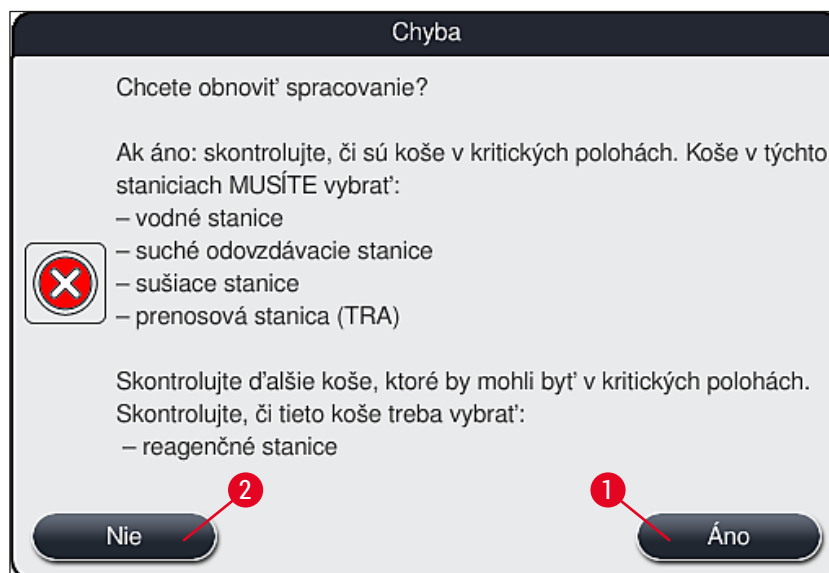 Chyba
Chcete obnoviť spracovanie?
Ak áno: skontrolujte, či sú koše v kritických polohách. Koše v týchto
staniciach MUSÍTE vybrať:
– vodné stanice
– suché odovzdávacie stanice
– sušiace stanice
– prenosová stanica (TRA)
Skontrolujte ďalšie koše, ktoré by mohli byť v kritických polohách.
Skontrolujte, či tieto koše treba vybrať:
– reagenčné stanice
2 1
Nie Áno